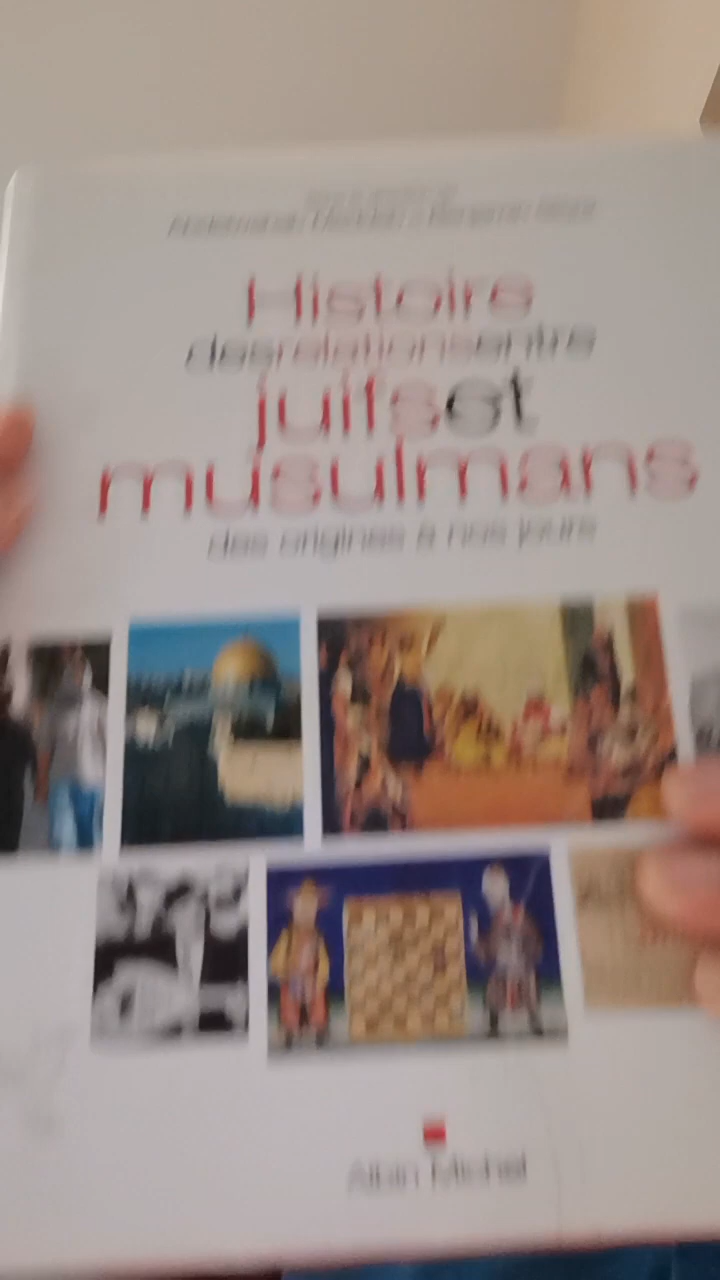 Histoire
des relations entre
juifs et
musulmans
des origines à nos jours
Albin Michel